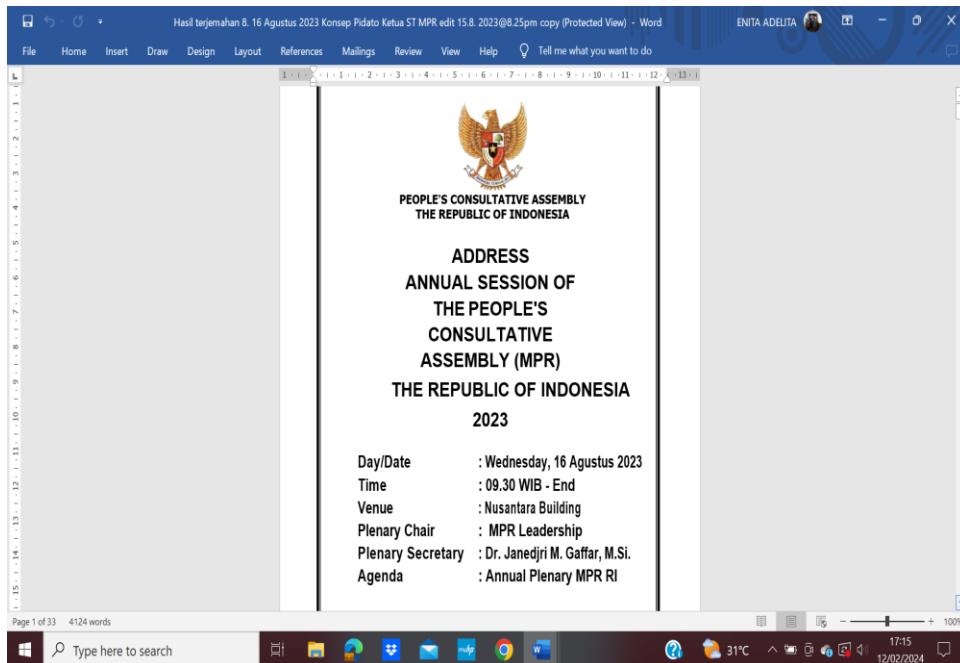 Hasil terjemahan 8. 16 Agustus 2023 Konsep Pidato Ketua ST MPR edit 15.8. 2023@8.25pm copy (Protected View) - Word
ENITA ADELITA
File Home Insert Draw Design Layout References Mailings Review View Help Tell me what you want to do
PEOPLE'S CONSULTATIVE ASSEMBLY
THE REPUBLIC OF INDONESIA
ADDRESS
ANNUAL SESSION OF
THE PEOPLE'S
CONSULTATIVE
ASSEMBLY (MPR)
THE REPUBLIC OF INDONESIA
2023
Day/Date : Wednesday, 16 Agustus 2023
Time : 09.30 WIB - End
Venue : Nusantara Building
Plenary Chair : MPR Leadership
Plenary Secretary : Dr. Janedjri M. Gaffar, M.Si.
Agenda : Annual Plenary MPR RI
Page 1 of 33 4124 words
100%
Type here to search
31°C
17:15
12/02/2024